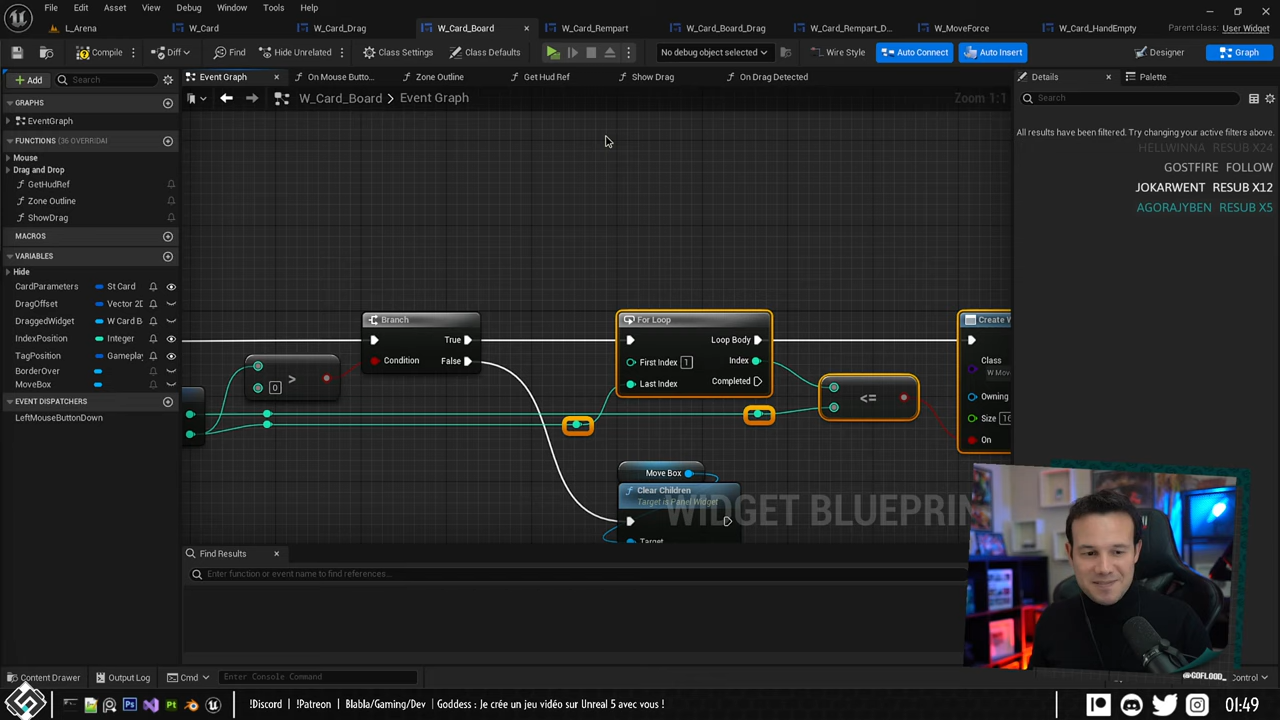 File Edit Asset View Debug Window Tools Help
L_Arena W_Card W_Card_Drag W_Card_Board W_Card_Rempart W_Card_Board_Drag W_Card_Rempart_D... W_MoveForce W_Card_HandEmpty Parent class: User Widget
Compile Diff Find Hide Unrelated Class Settings Class Defaults No debug object selected Wire Style Auto Connect Auto Insert Designer Graph
Add Search Event Graph On Mouse Butto... Zone Outline Get Hud Ref Show Drag On Drag Detected Details Palette
W_Card_Board > Event Graph Zoom 1:1 Search
GRAPHS
EventGraph
FUNCTIONS (36 OVERRIDAI
Mouse
Drag and Drop
GetHudRef
Zone Outline
ShowDrag
MACROS
VARIABLES
Hide
CardParameters St Card
DragOffset Vector 2D
DraggedWidget W Card B
IndexPosition Integer
TagPosition Gameplay
BorderOver
MoveBox
EVENT DISPATCHERS
LeftMouseButtonDown
All results have been filtered. Try changing your active filters above.
HELLWINNA RESUB X24
GOSTFIRE FOLLOW
JOKARWENT RESUB X12
AGORAJYBEN RESUB X5
>
0
Branch
True
Condition False
For Loop
Loop Body
First Index 1 Index
Last Index Completed
<=
Create W
Class
W Mov
Owning
Size 16
On
Move Box
Clear Children
Target is Panel Widget
Target
WIDGET BLUEPRIN
Find Results
Enter function or event name to find references...
Content Drawer Output Log Cmd Enter Console Command Control
@GOFLOOD_
!Discord | !Patreon | Blabla/Gaming/Dev | Goddess : Je crée un jeu vidéo sur Unreal 5 avec vous ! 01:49